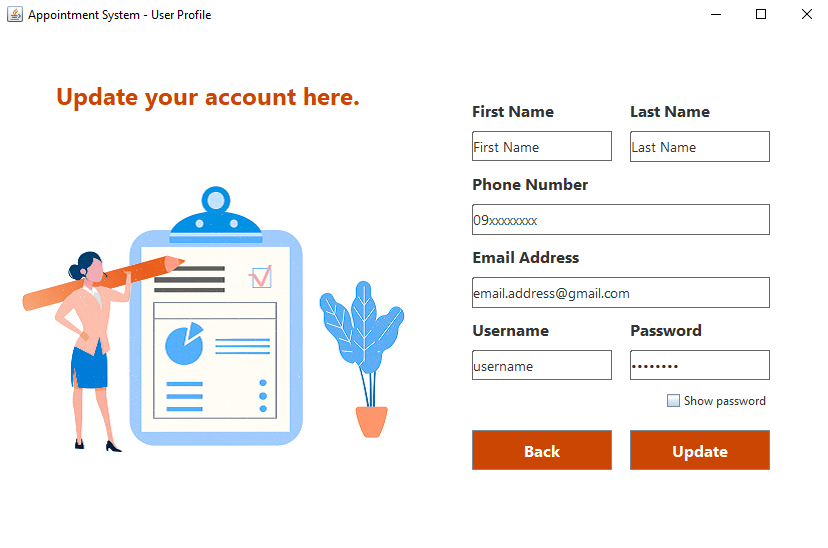 Appointment System - User Profile
Update your account here.
First Name
Last Name
First Name
Last Name
Phone Number
09xxxxxxxx
Email Address
email.address@gmail.com
Username
Password
username
••••••••
Show password
Back
Update